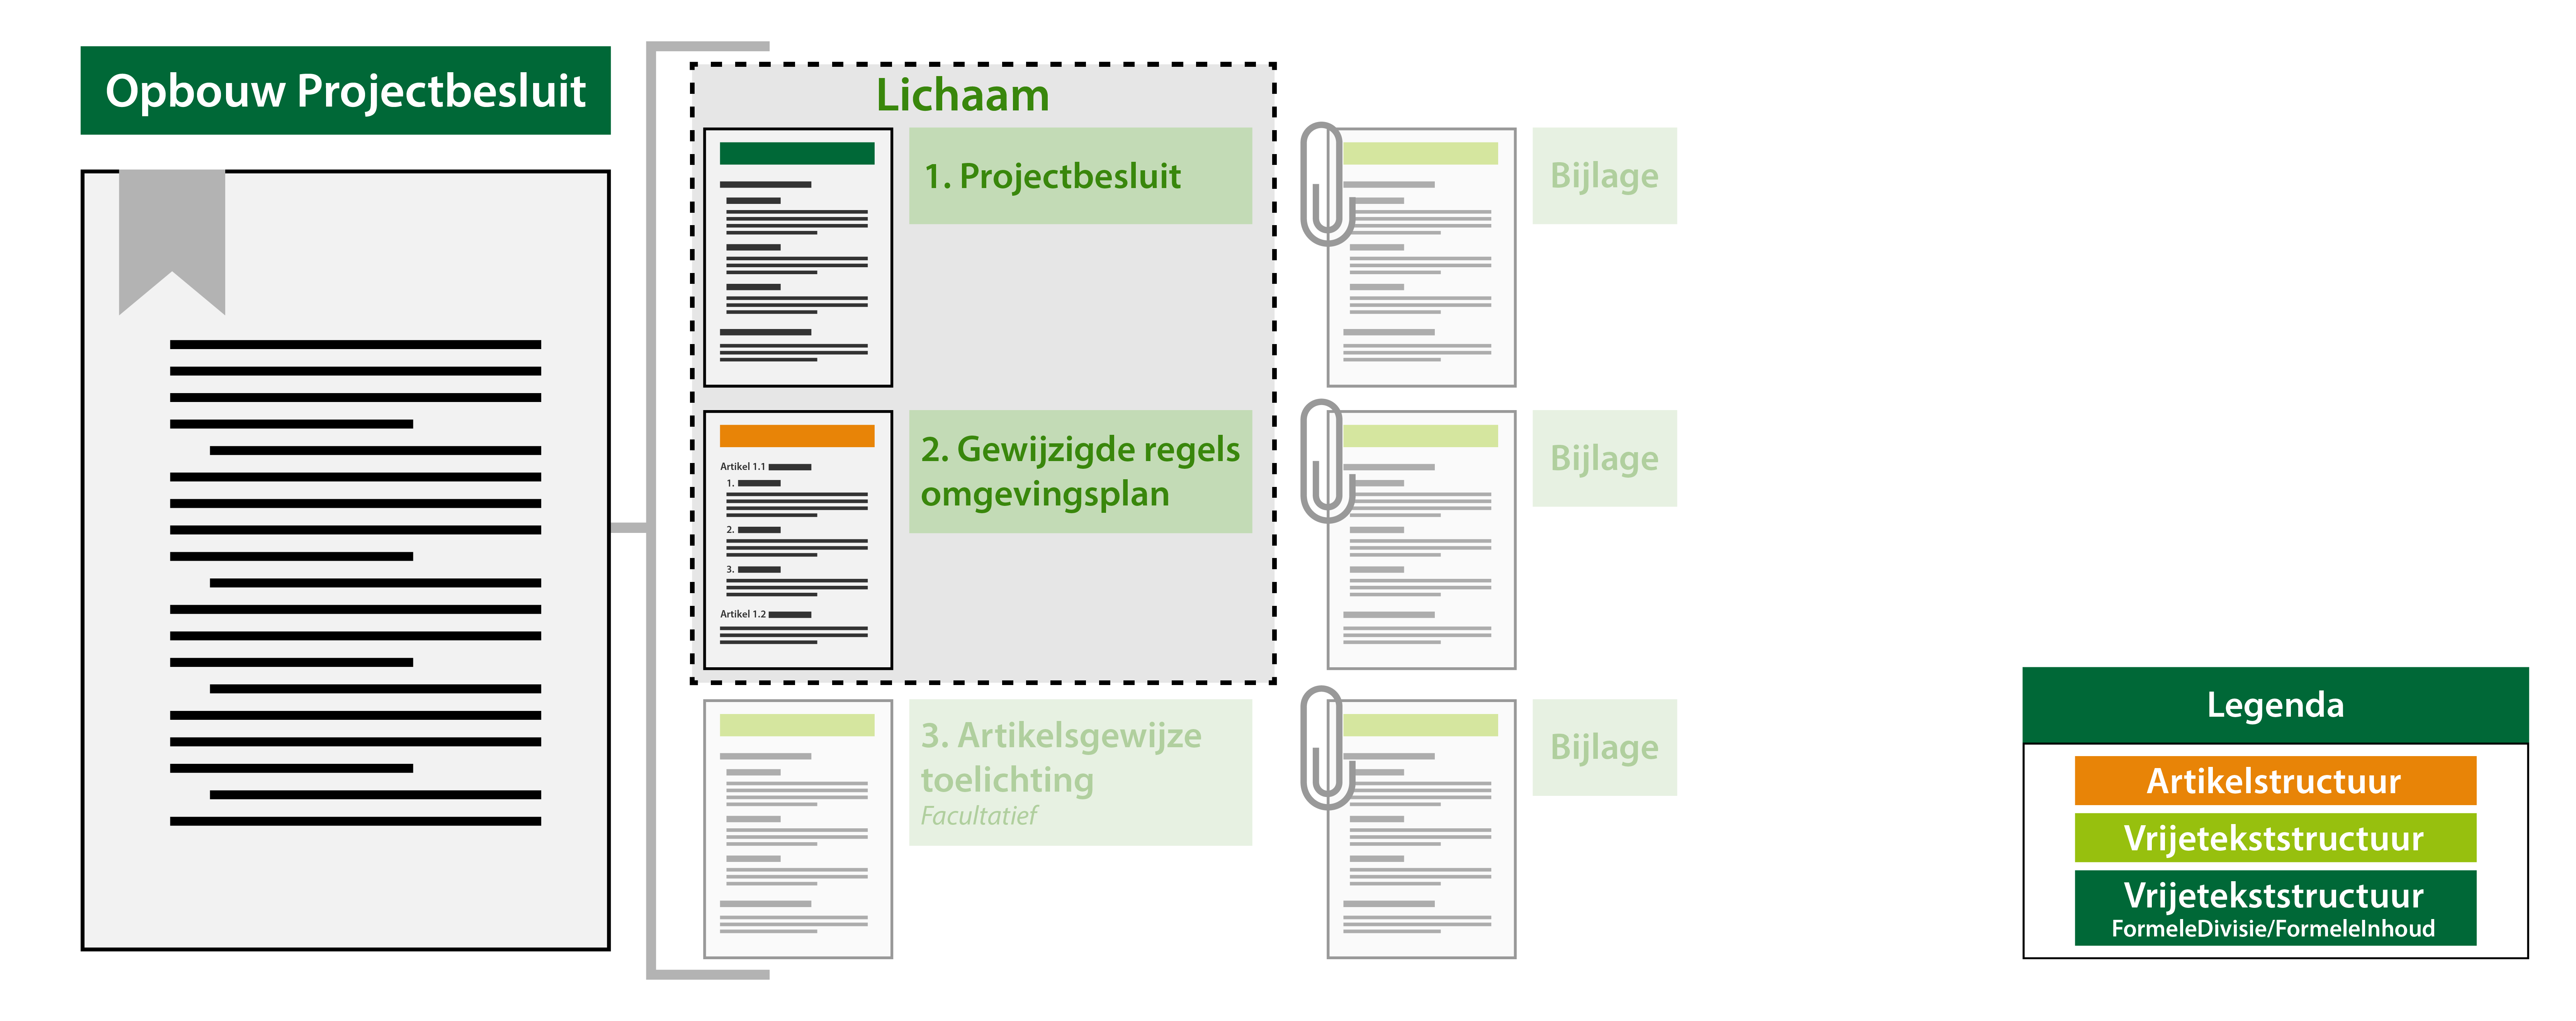 Opbouw Projectbesluit
Lichaam
1. Projectbesluit
Bijlage
Artikel 1.1
1.
2.
3.
Artikel 1.2
2. Gewijzigde regels
omgevingsplan
Bijlage
3. Artikelsgewijze
toelichting
Facultatief
Bijlage
Legenda
Artikelstructuur
Vrijetekststructuur
Vrijetekststructuur
FormeleDivisie/FormeleInhoud